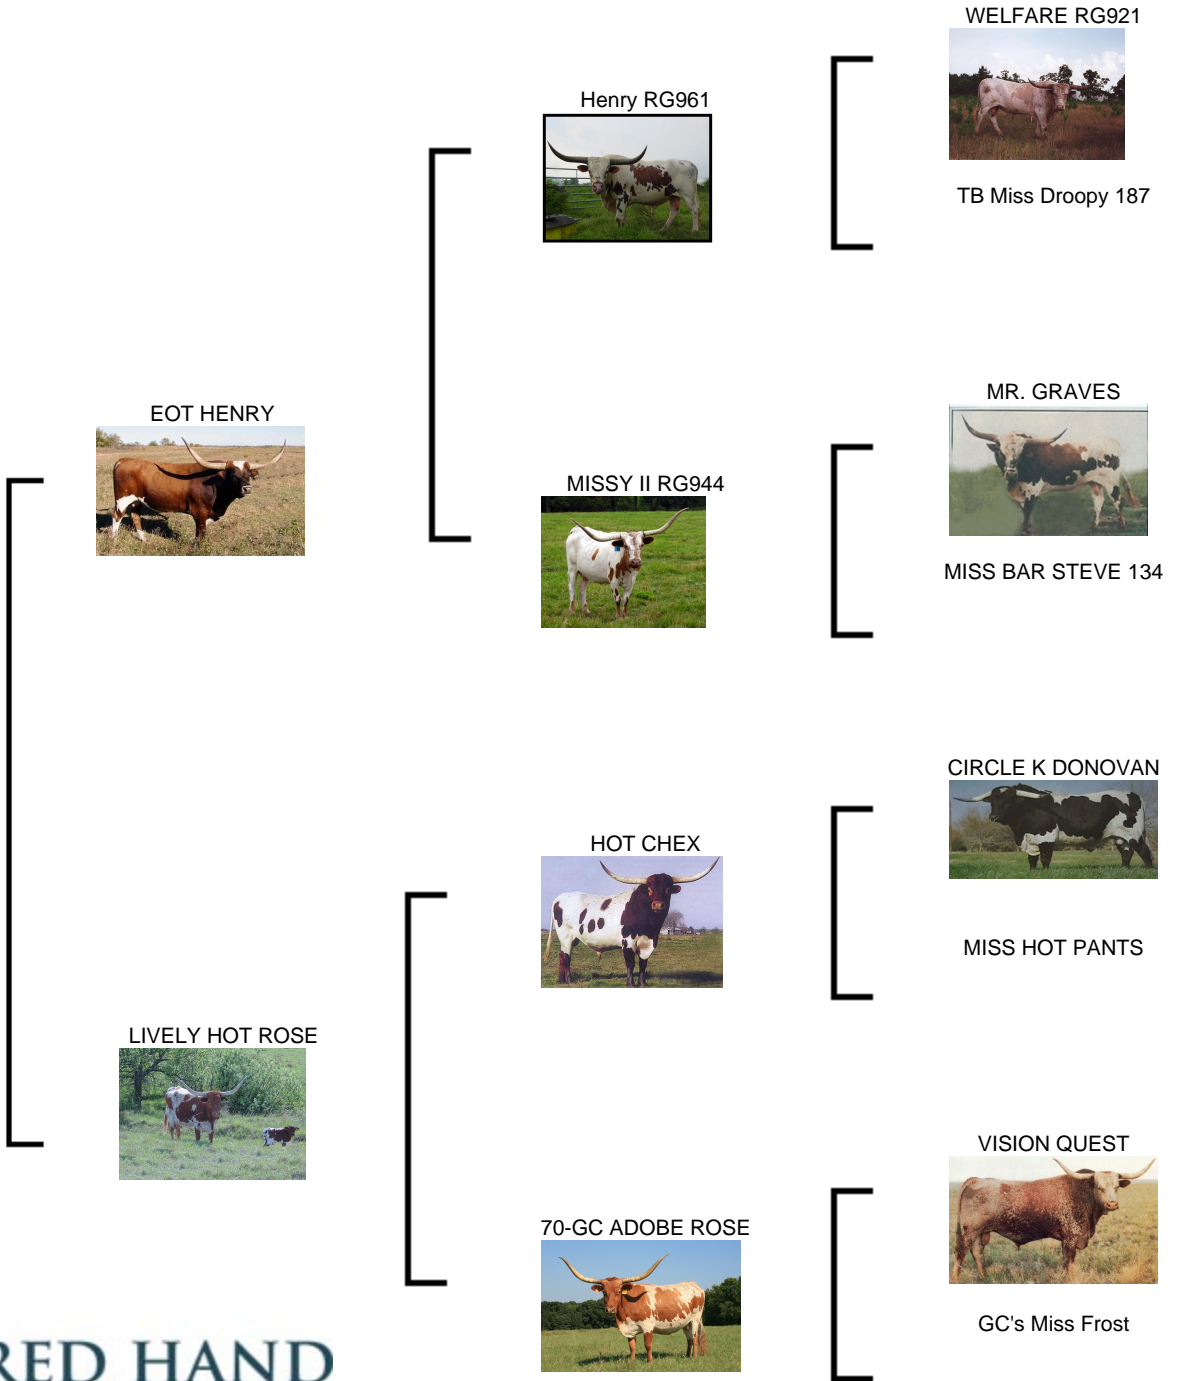 WELFARE RG921
Henry RG961
TB Miss Droopy 187
MR. GRAVES
EOT HENRY
MISSY II RG944
MISS BAR STEVE 134
CIRCLE K DONOVAN
HOT CHEX
MISS HOT PANTS
LIVELY HOT ROSE
VISION QUEST
70-GC ADOBE ROSE
GC's Miss Frost
RED HAND